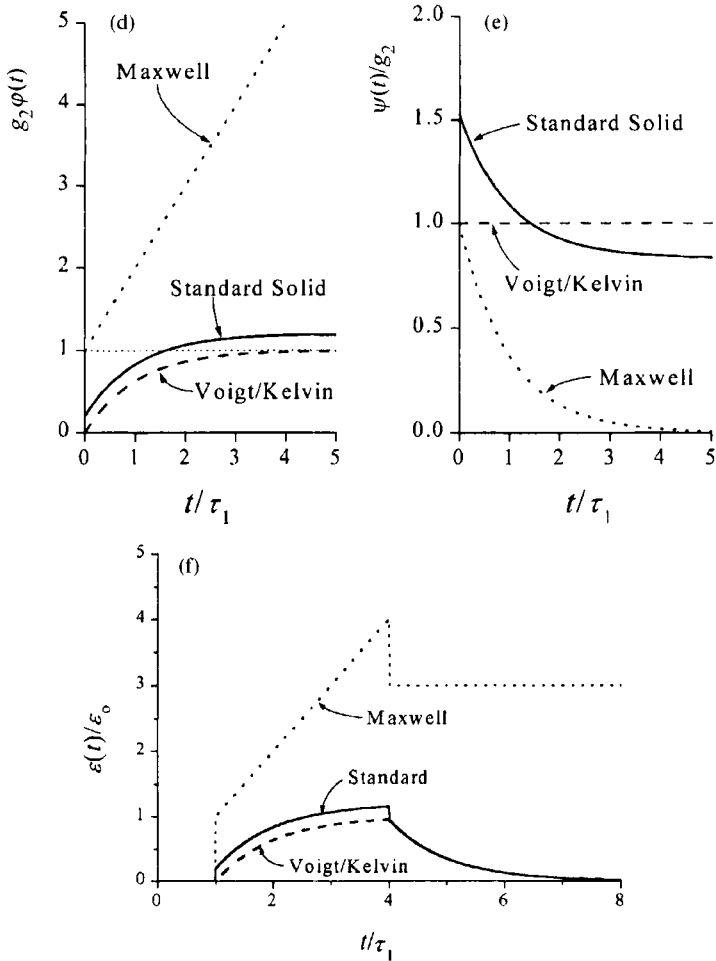 (d)
g₂φ(t)
5
4
3
2
1
0
Maxwell
Standard Solid
Voigt/Kelvin
0 1 2 3 4 5
t/τ₁
(e)
ψ(t)/g₂
2.0
1.5
1.0
0.5
0.0
Standard Solid
Voigt/Kelvin
Maxwell
0 1 2 3 4 5
t/τ₁
(f)
ε(t)/εₒ
5
4
3
2
1
0
Maxwell
Standard
Voigt/Kelvin
0 2 4 6 8
t/τ₁